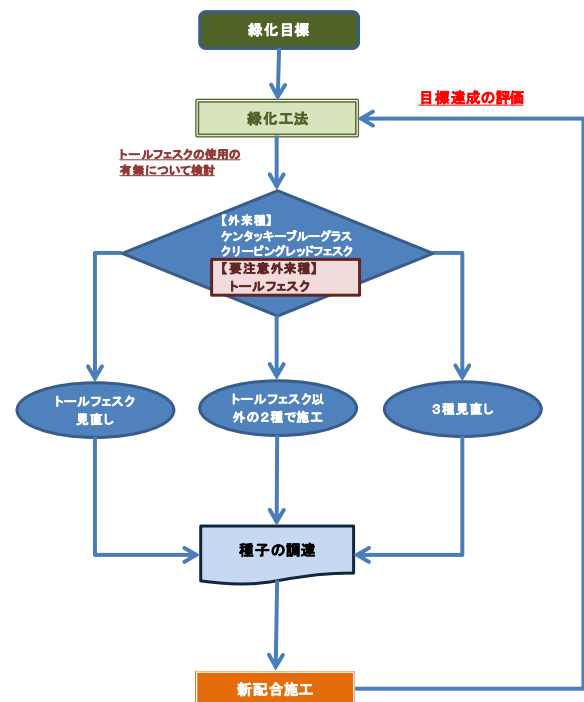 緑化目標
目標達成の評価
緑化工法
トールフェスクの使用の
有無について検討
【外来種】
ケンタッキーブルーグラス
クリーピングレッドフェスク
【要注意外来種】
トールフェスク
トールフェスク
見直し
トールフェスク以
外の２種で施工
３種見直し
種子の調達
新配合施工